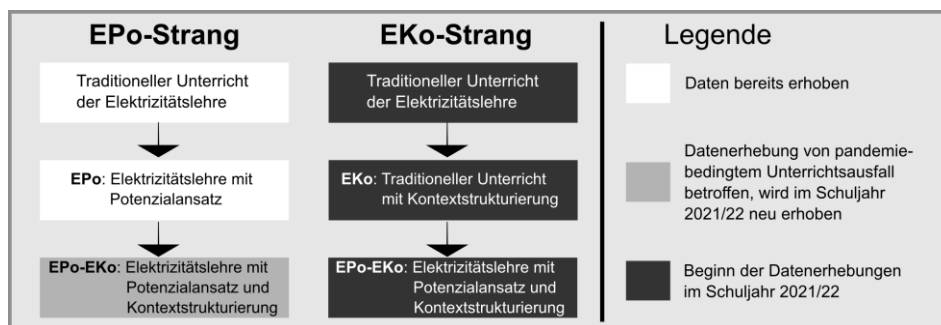 EPo-Strang
Traditioneller Unterricht
der Elektrizitätslehre
EPo: Elektrizitätslehre mit
Potenzialansatz
EPo-EKo: Elektrizitätslehre mit
Potenzialansatz und
Kontextstrukturierung
EKo-Strang
Traditioneller Unterricht
der Elektrizitätslehre
EKo: Traditioneller Unterricht
mit Kontextstrukturierung
EPo-EKo: Elektrizitätslehre mit
Potenzialansatz und
Kontextstrukturierung
Legende
Daten bereits erhoben
Datenerhebung von pandemie-
bedingtem Unterrichtsausfall
betroffen, wird im Schuljahr
2021/22 neu erhoben
Beginn der Datenerhebungen
im Schuljahr 2021/22